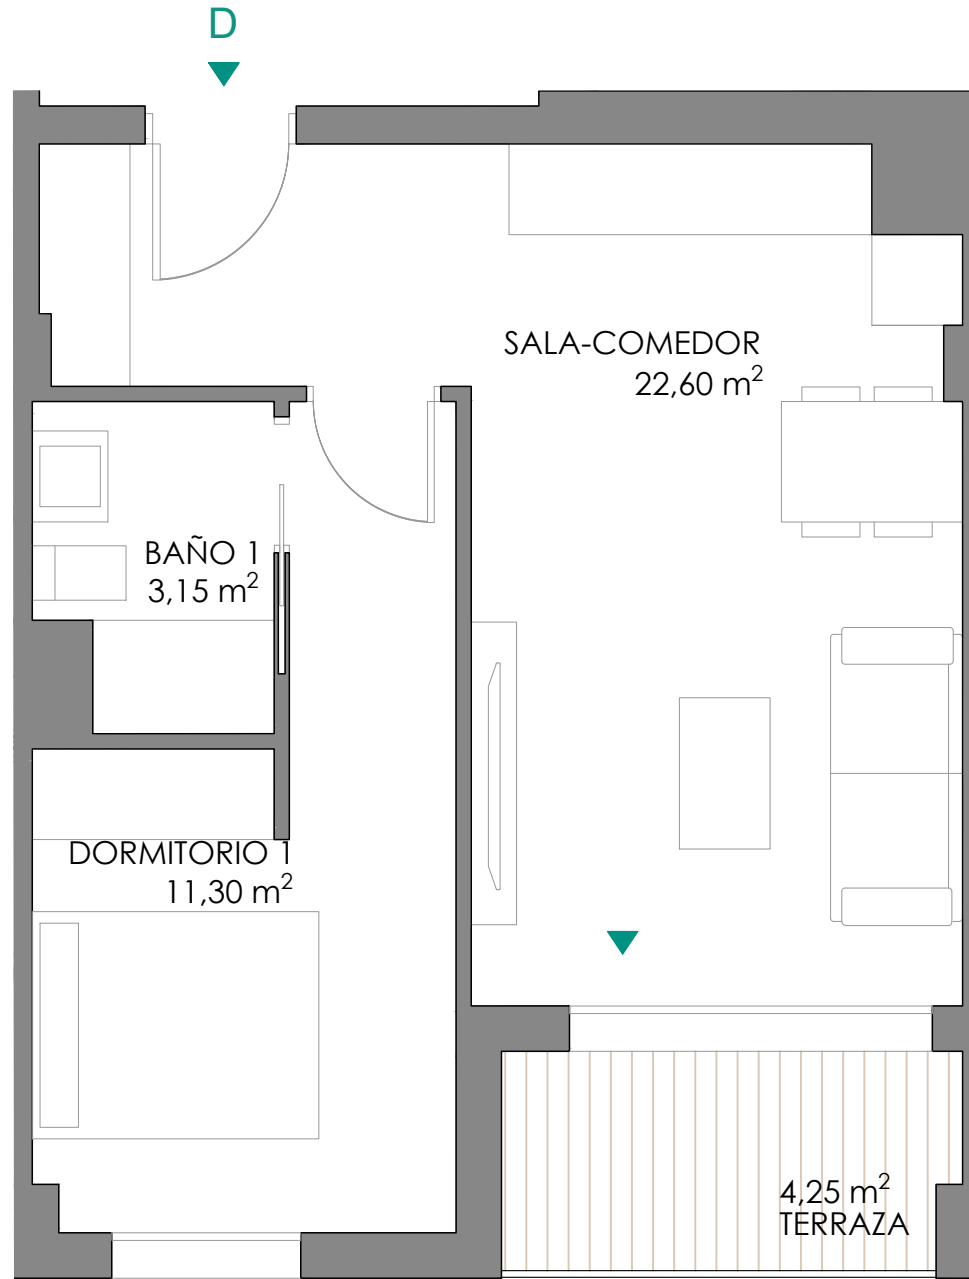 D
SALA-COMEDOR
22,60 m²
BAÑO 1
3,15 m²
DORMITORIO 1
11,30 m²
4,25 m²
TERRAZA